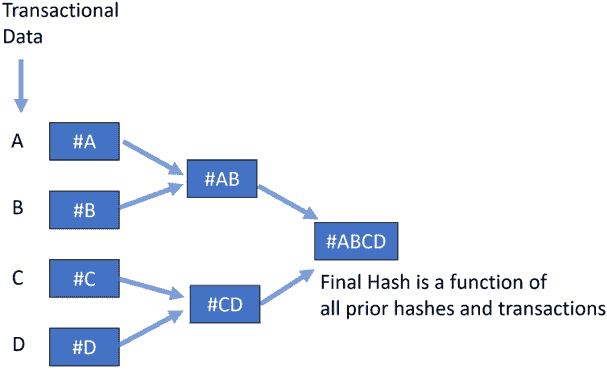 Transactional
Data
A
#A
#AB
B
#B
#ABCD
C
#C
Final Hash is a function of
all prior hashes and transactions
#CD
D
#D